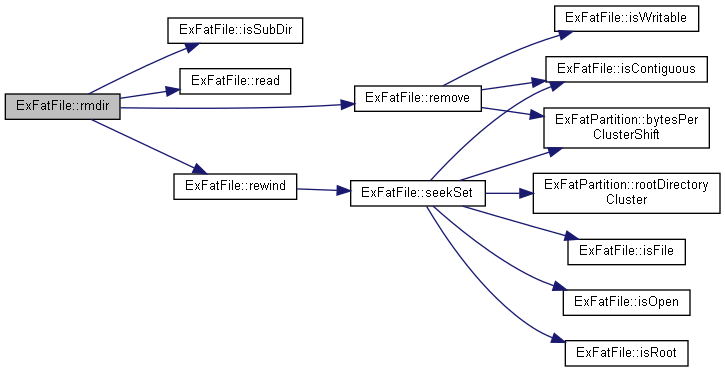 ExFatFile::isWritable
ExFatFile::isSubDir
ExFatFile::isContiguous
ExFatFile::read
ExFatFile::remove
ExFatFile::rmdir
ExFatPartition::bytesPer
ClusterShift
ExFatFile::rewind
ExFatFile::seekSet
ExFatPartition::rootDirectory
Cluster
ExFatFile::isFile
ExFatFile::isOpen
ExFatFile::isRoot